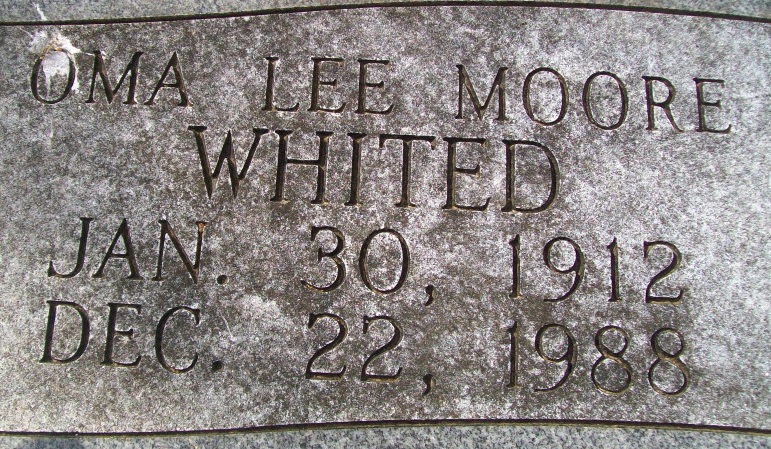 OMA LEE MOORE
WHITED
JAN. 30, 1912
DEC. 22, 1988